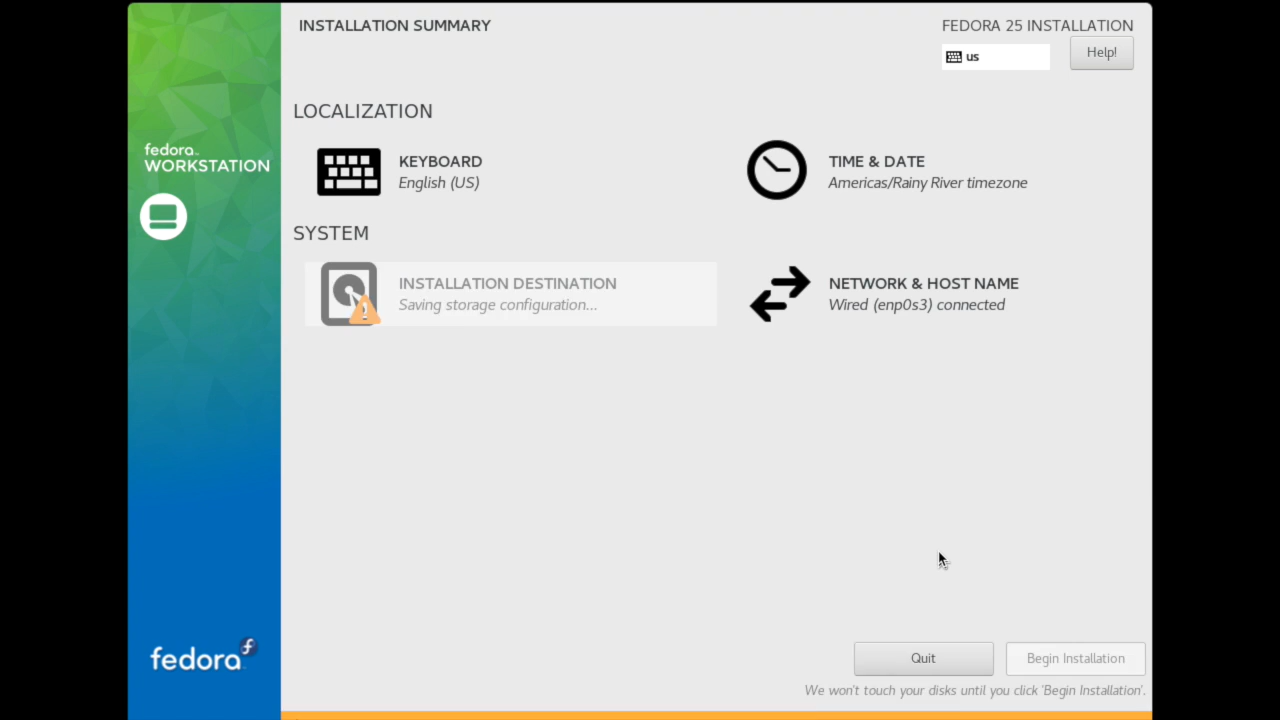 INSTALLATION SUMMARY
FEDORA 25 INSTALLATION
us
Help!
fedora
WORKSTATION
LOCALIZATION
KEYBOARD
English (US)
TIME & DATE
Americas/Rainy River timezone
SYSTEM
INSTALLATION DESTINATION
Saving storage configuration...
NETWORK & HOST NAME
Wired (enp0s3) connected
fedora
Quit
Begin Installation
We won't touch your disks until you click 'Begin Installation'.